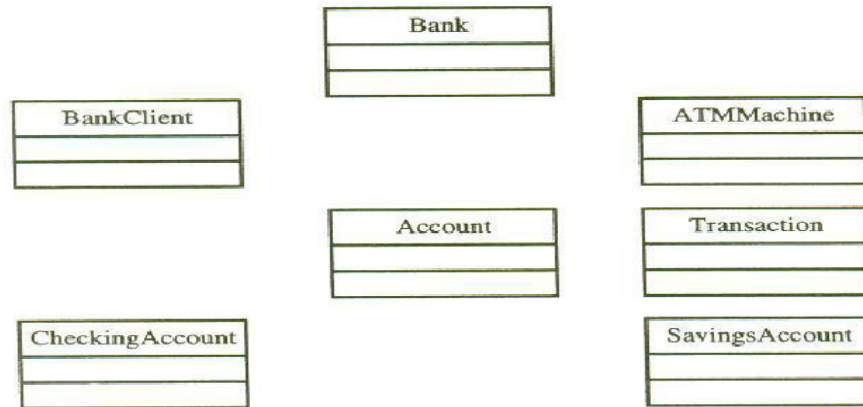 Bank
BankClient
ATMMachine
Account
Transaction
CheckingAccount
SavingsAccount